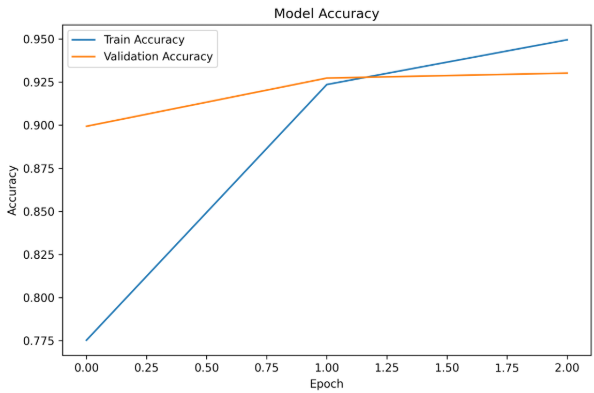 Model Accuracy
Train Accuracy
Validation Accuracy
0.950
0.925
0.900
0.875
0.850
0.825
0.800
0.775
Accuracy
0.00 0.25 0.50 0.75 1.00 1.25 1.50 1.75 2.00
Epoch